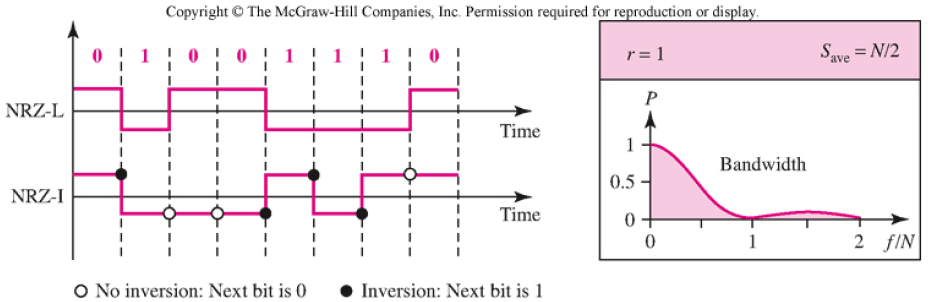 Copyright © The McGraw-Hill Companies, Inc. Permission required for reproduction or display.
0 1 0 0 1 1 1 0
NRZ-L
Time
NRZ-I
Time
No inversion: Next bit is 0
Inversion: Next bit is 1
r = 1
Save = N/2
P
1
Bandwidth
0.5
0
0 1 2 f/N